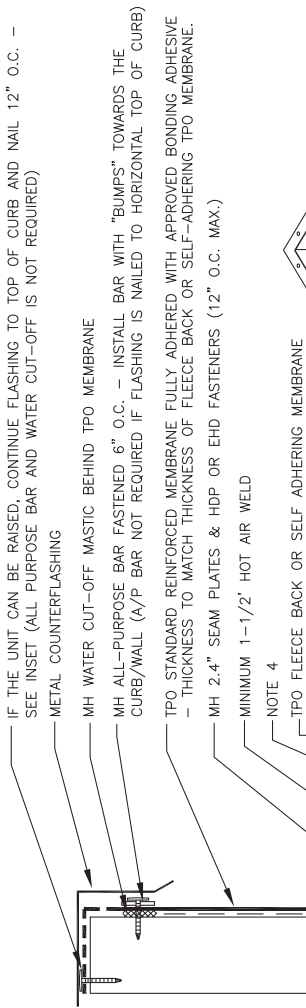 IF THE UNIT CAN BE RAISED, CONTINUE FLASHING TO TOP OF CURB AND NAIL 12" O.C. –
SEE INSET (ALL PURPOSE BAR AND WATER CUT–OFF IS NOT REQUIRED)
METAL COUNTERFLASHING
MH WATER CUT–OFF MASTIC BEHIND TPO MEMBRANE
MH ALL–PURPOSE BAR FASTENED 6" O.C. – INSTALL BAR WITH "BUMPS" TOWARDS THE
CURB/WALL (A/P BAR NOT REQUIRED IF FLASHING IS NAILED TO HORIZONTAL TOP OF CURB)
TPO STANDARD REINFORCED MEMBRANE FULLY ADHERED WITH APPROVED BONDING ADHESIVE
– THICKNESS TO MATCH THICKNESS OF FLEECE BACK OR SELF–ADHERING TPO MEMBRANE.
MH 2.4" SEAM PLATES & HDP OR EHD FASTENERS (12" O.C. MAX.)
MINIMUM 1–1/2' HOT AIR WELD
NOTE 4
TPO FLEECE BACK OR SELF ADHERING MEMBRANE